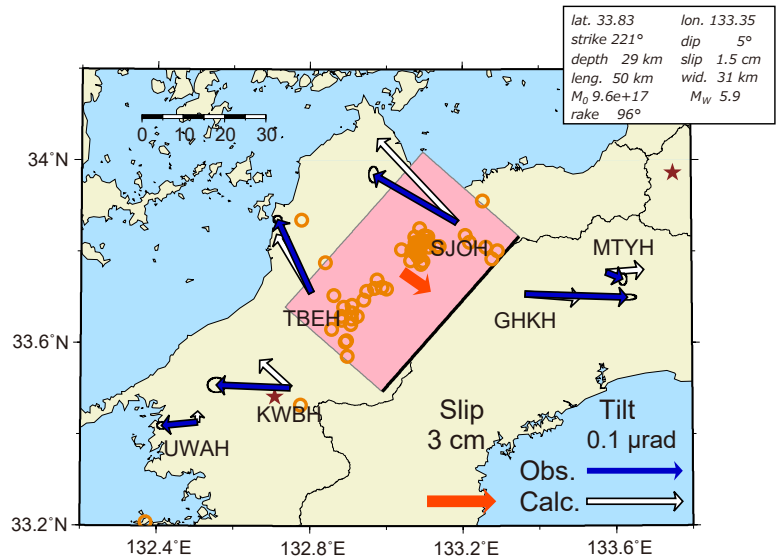 lat. 33.83 lon. 133.35
strike 221° dip 5°
depth 29 km slip 1.5 cm
leng. 50 km wid. 31 km
M0 9.6e+17 MW 5.9
rake 96°
0 10 20 30
34°N
SJOH
MTYH
TBEH
GHKH
33.6°N
KWBH
UWAH
Slip
3 cm
Tilt
0.1 μrad
Obs.
Calc.
33.2°N
132.4°E 132.8°E 133.2°E 133.6°E